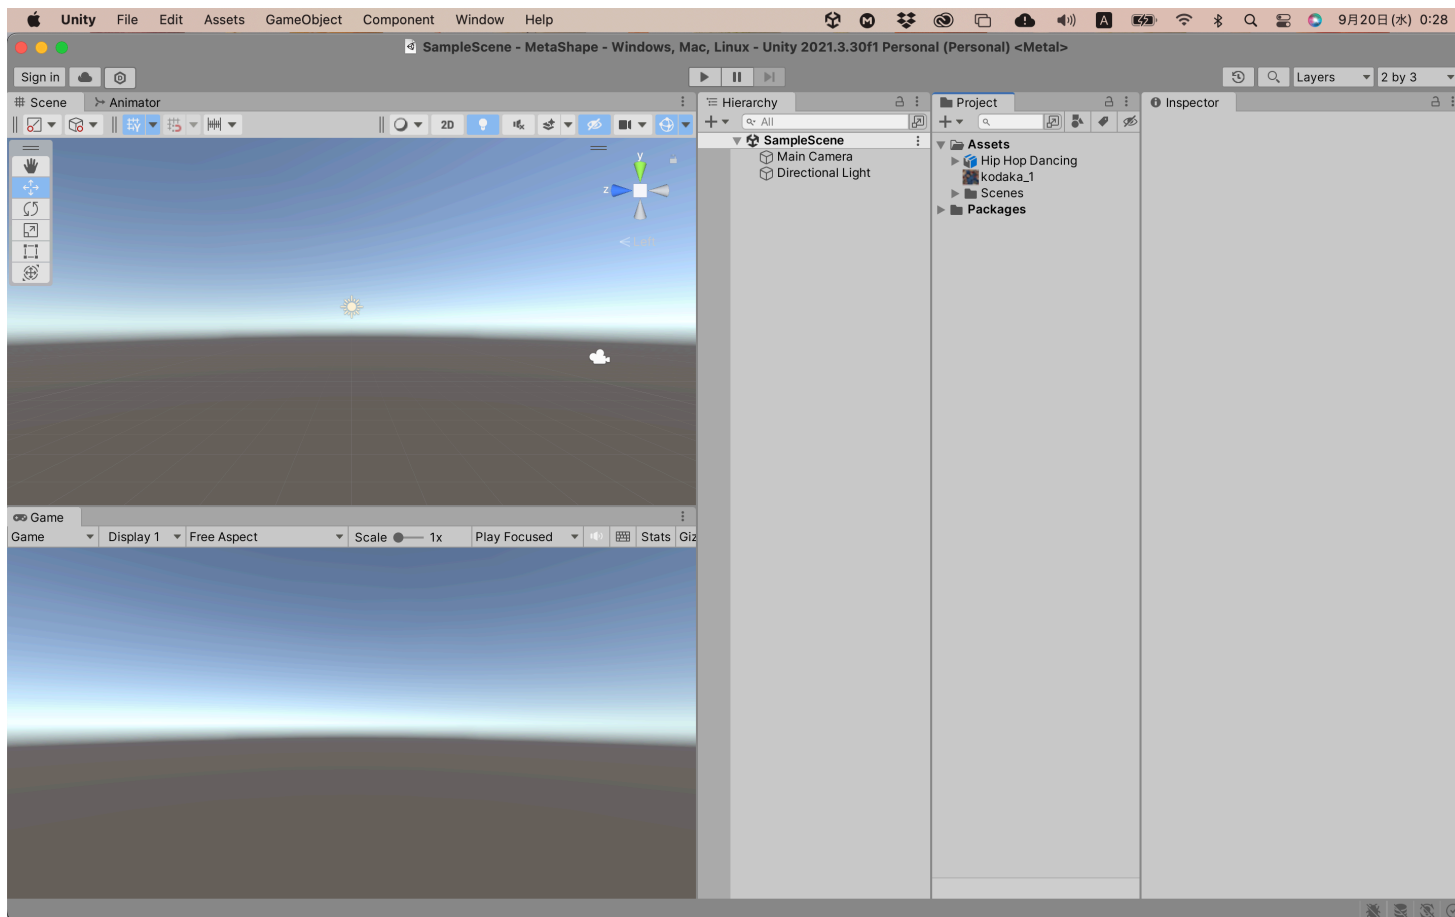 Unity File Edit Assets GameObject Component Window Help A 9月20日(水) 0:28
SampleScene - MetaShape - Windows, Mac, Linux - Unity 2021.3.30f1 Personal (Personal) <Metal>
Sign in Layers 2 by 3
Scene Animator
2D
y
z
Left
Game
Game Display 1 Free Aspect Scale 1x Play Focused Stats Giz
Hierarchy
All
SampleScene
Main Camera
Directional Light
Project
Assets
Hip Hop Dancing
kodaka_1
Scenes
Packages
Inspector